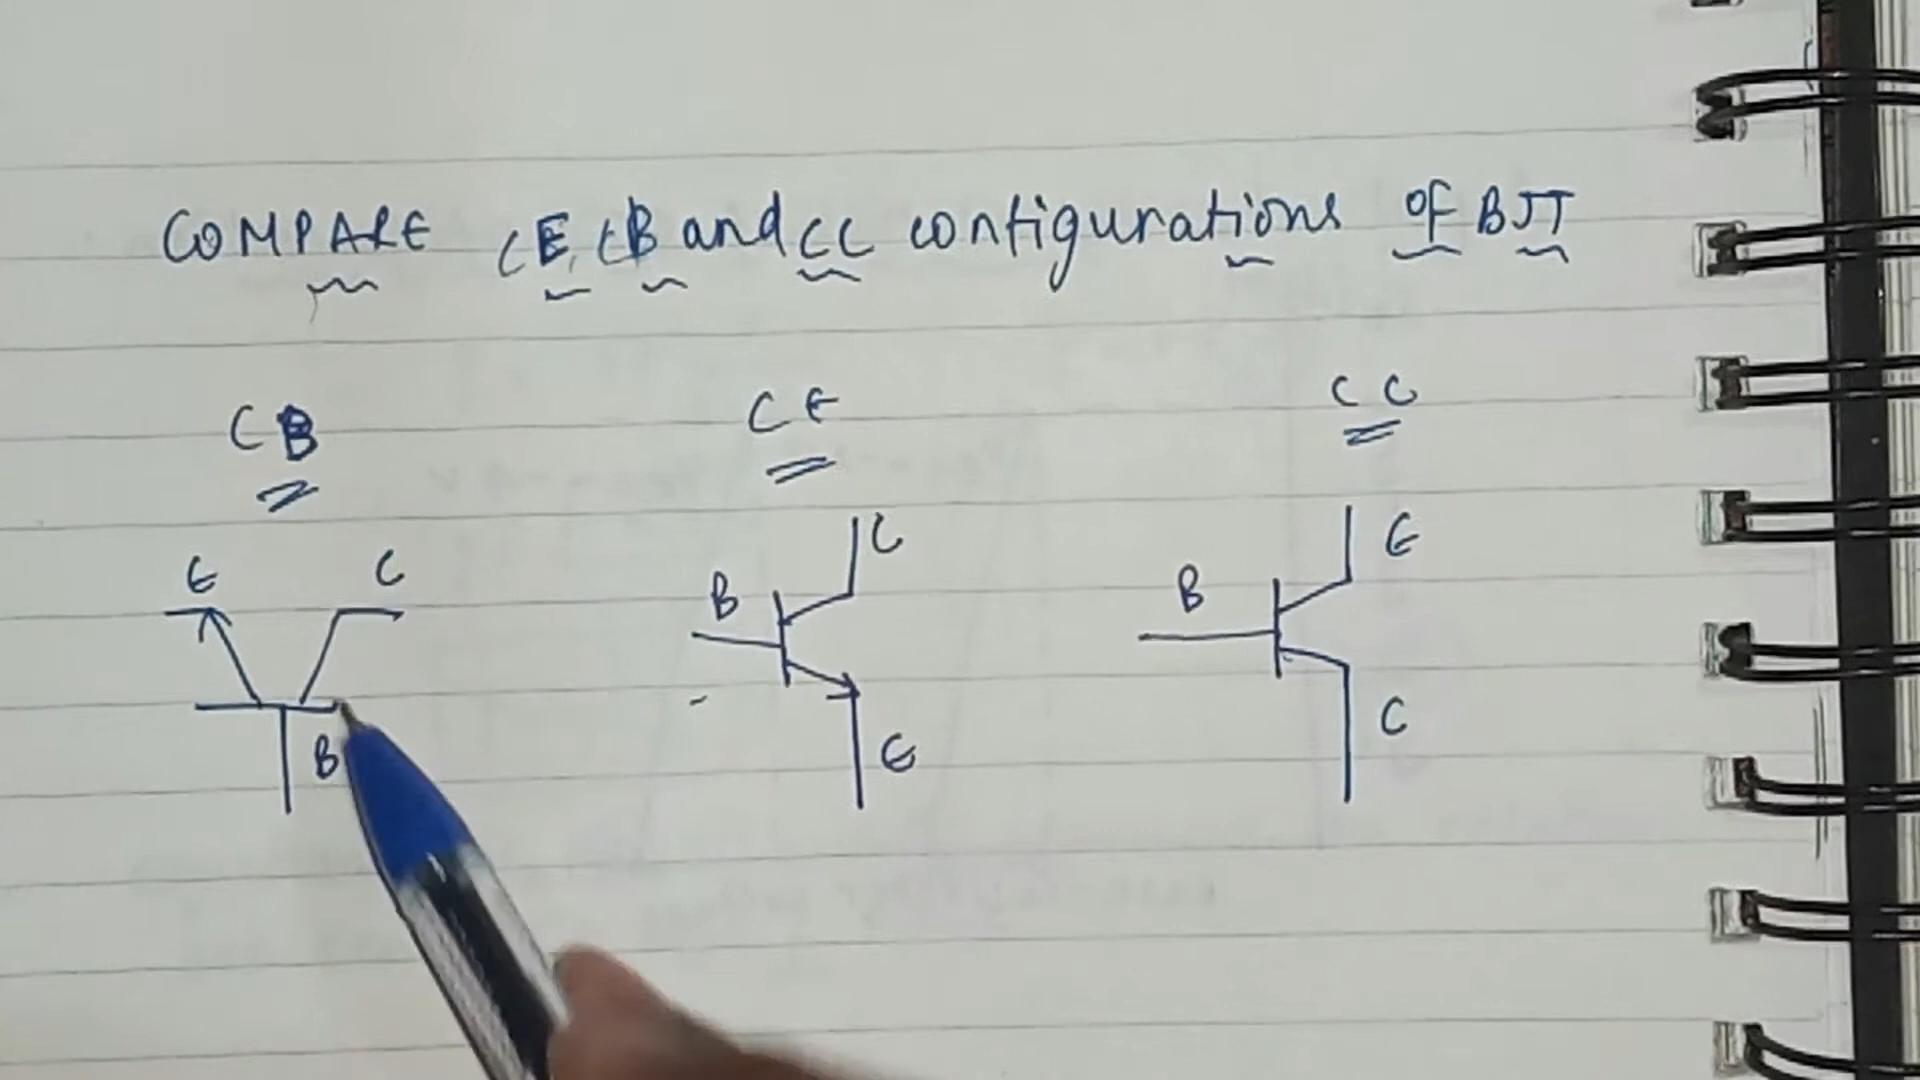 COMPARE CE, CB and CC configurations OF BJT
CB CE CC
E C B C B E
B E C